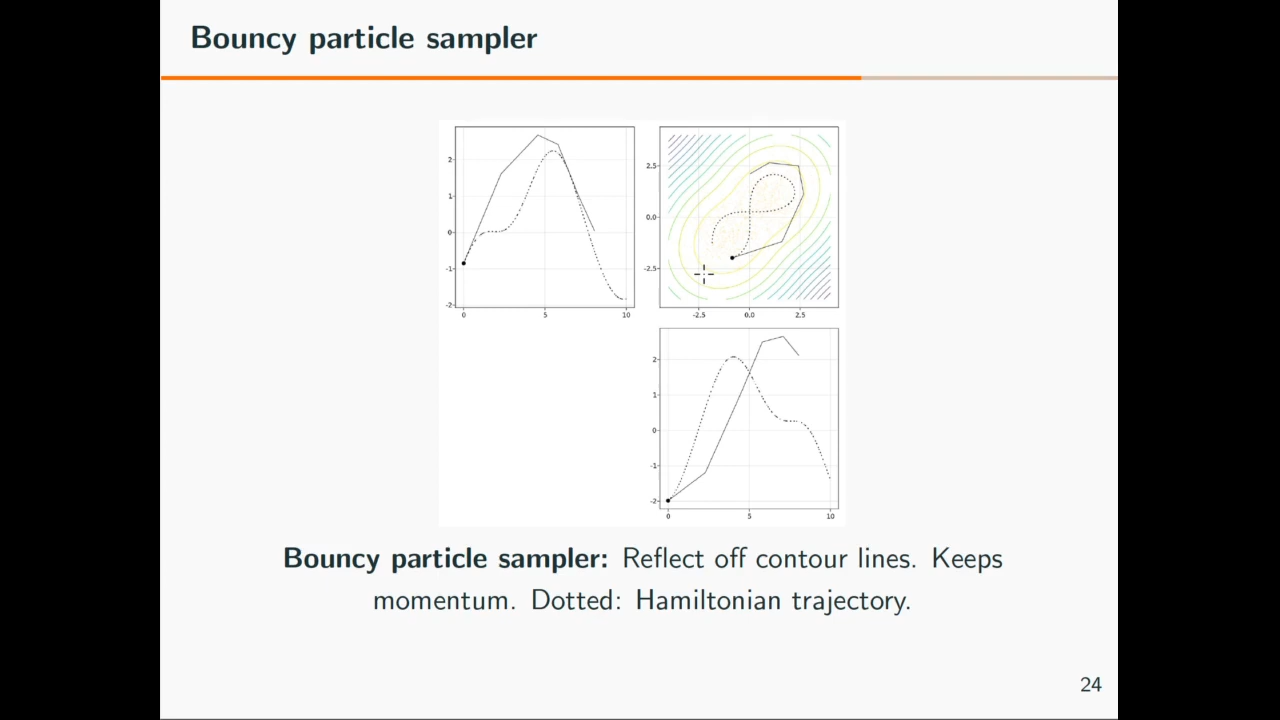 Bouncy particle sampler
2
1
0
-1
-2
0 5 10
2.5
0.0
-2.5
-2.5 0.0 2.5
2
1
0
-1
-2
0 5 10
Bouncy particle sampler: Reflect off contour lines. Keeps
momentum. Dotted: Hamiltonian trajectory.
24